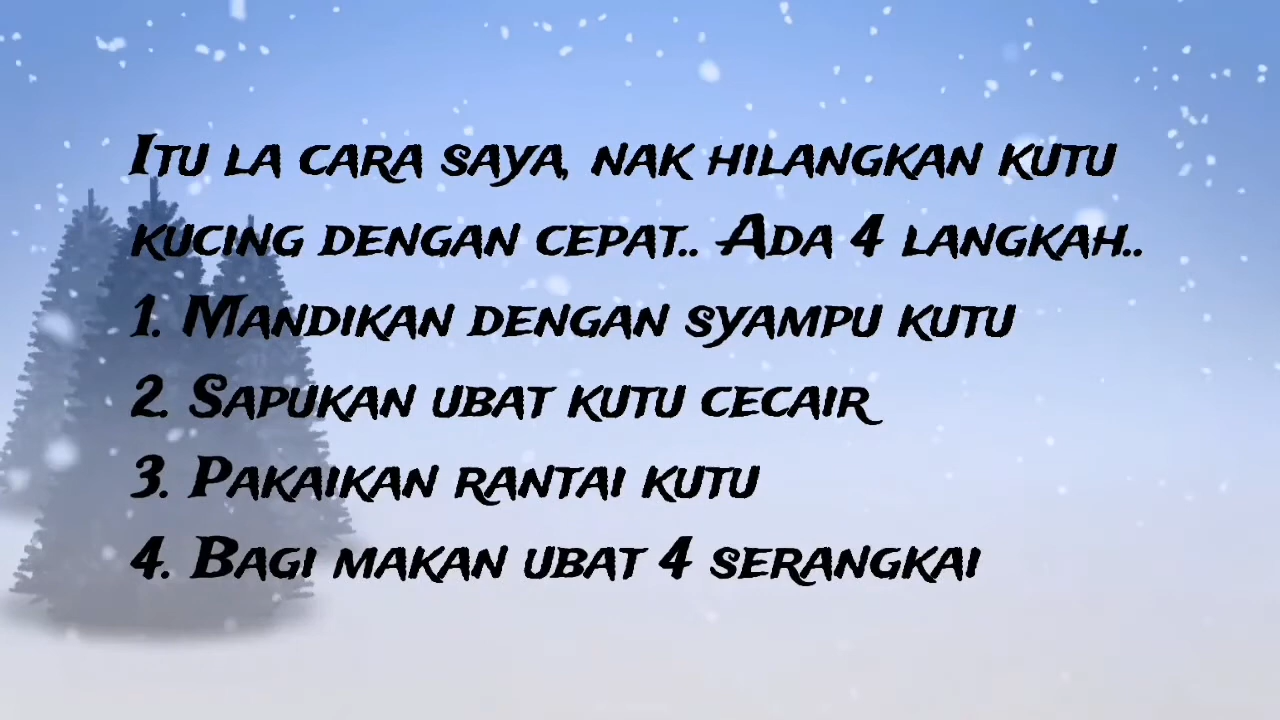 Itu la cara saya, nak hilangkan kutu
kucing dengan cepat.. Ada 4 langkah..
1. Mandikan dengan syampu kutu
2. Sapukan ubat kutu cecair
3. Pakaikan rantai kutu
4. Bagi makan ubat 4 serangkai